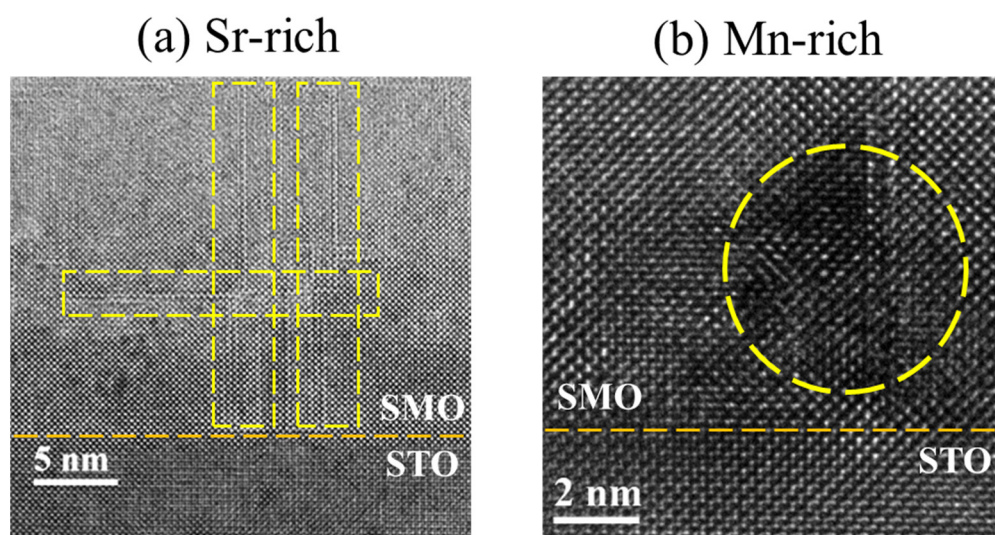 (a) Sr-rich
(b) Mn-rich
SMO
STO
5 nm
SMO
STO
2 nm